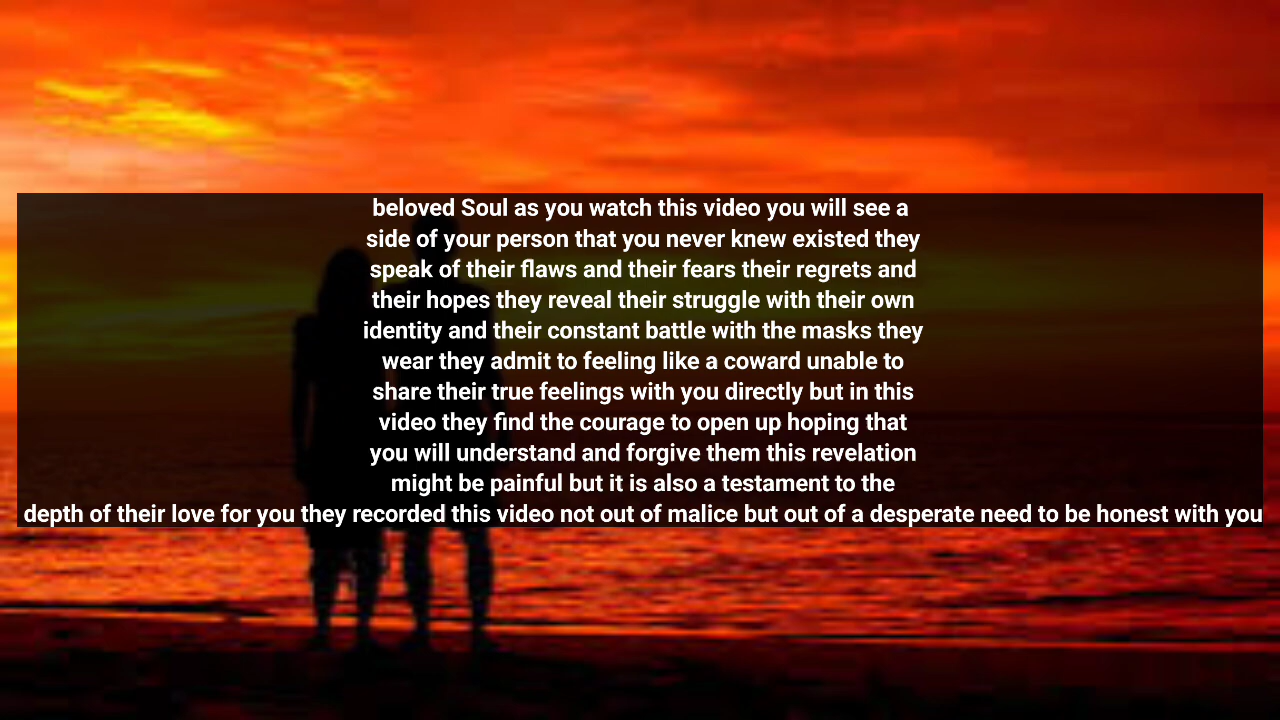 beloved Soul as you watch this video you will see a
side of your person that you never knew existed they
speak of their flaws and their fears their regrets and
their hopes they reveal their struggle with their own
identity and their constant battle with the masks they
wear they admit to feeling like a coward unable to
share their true feelings with you directly but in this
video they find the courage to open up hoping that
you will understand and forgive them this revelation
might be painful but it is also a testament to the
depth of their love for you they recorded this video not out of malice but out of a desperate need to be honest with you